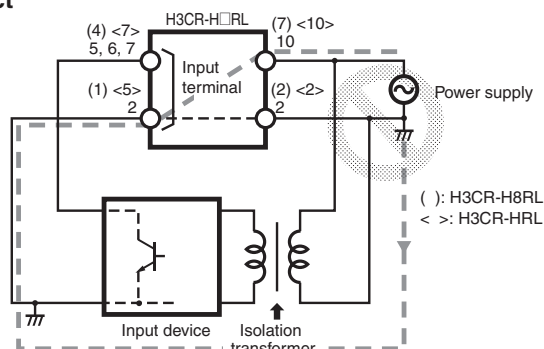 H3CR-H□RL
(4) <7>
5, 6, 7
(7) <10>
10
Input
terminal
(1) <5>
2
(2) <2>
2
Power supply
( ): H3CR-H8RL
< >: H3CR-HRL
Input device
Isolation
transformer